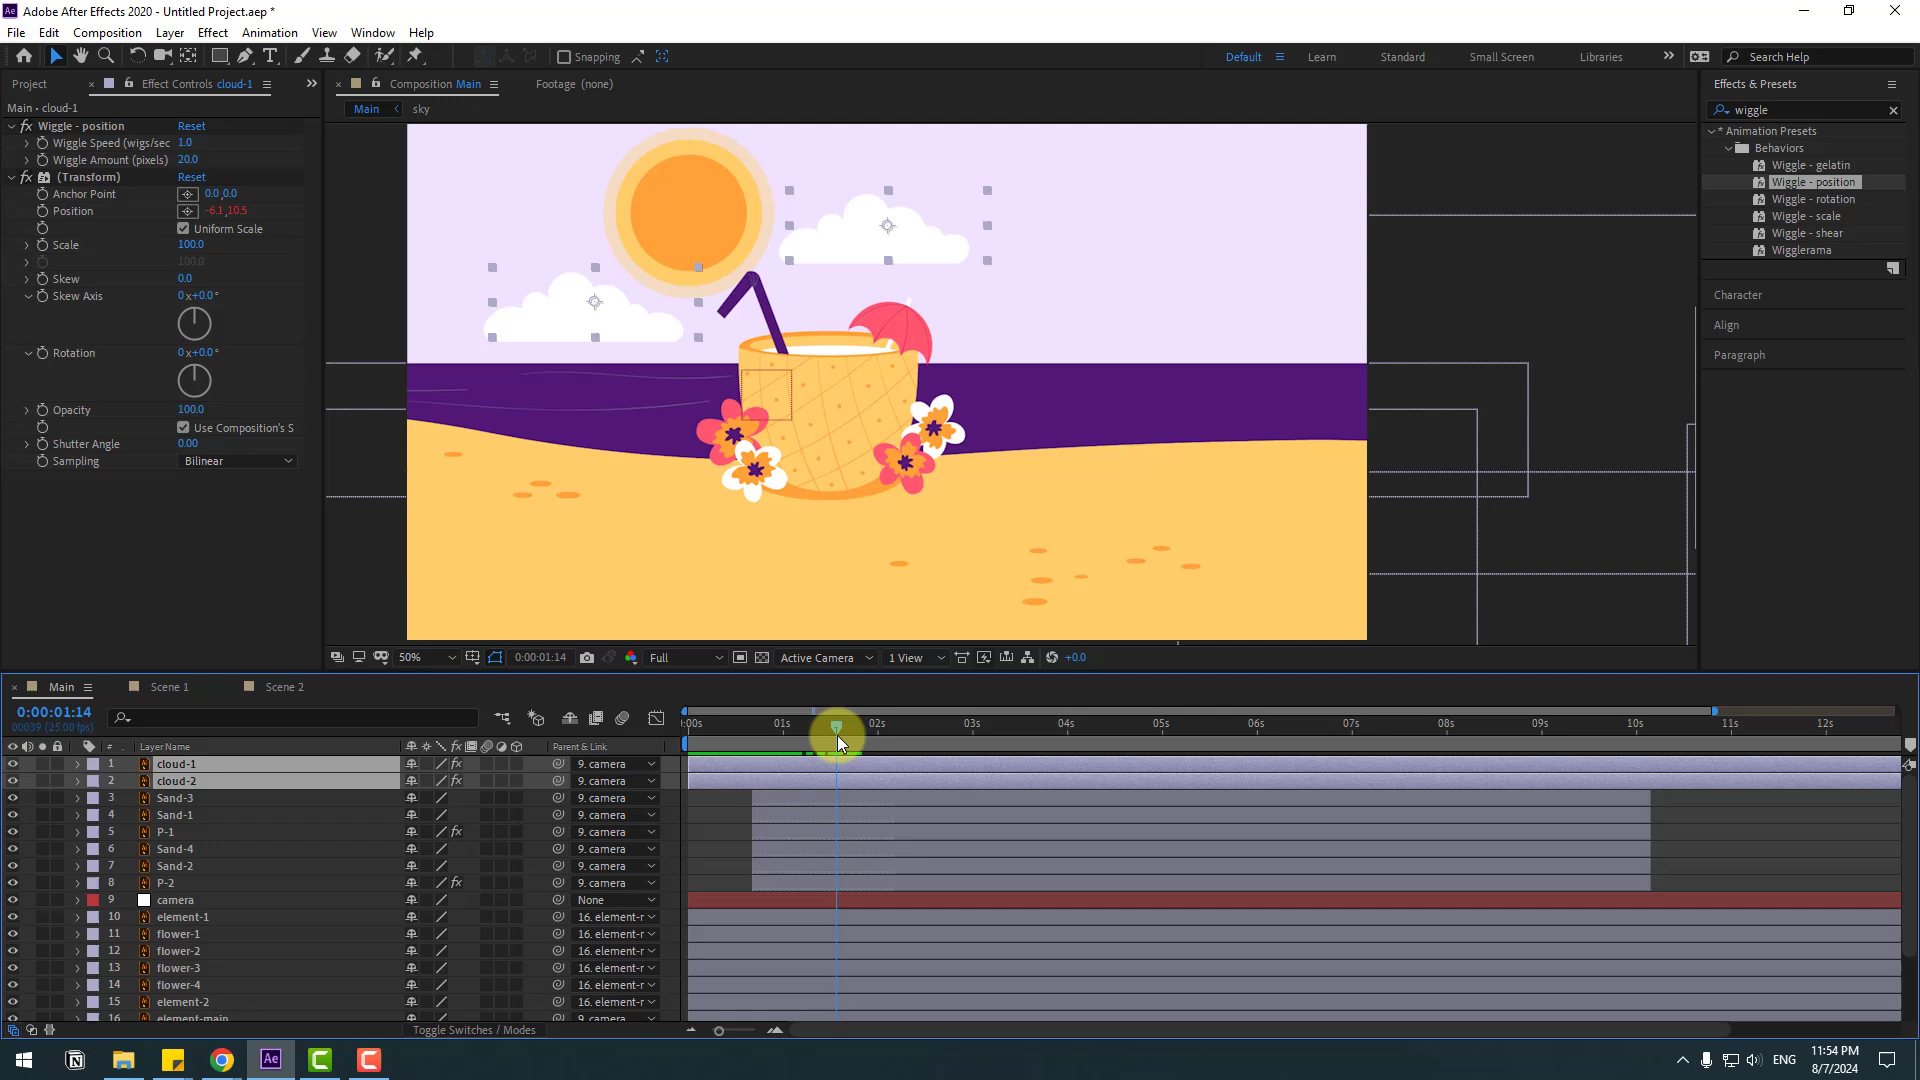 Adobe After Effects 2020 - Untitled Project.aep *
File Edit Composition Layer Effect Animation View Window Help
Snapping
Default Learn Standard Small Screen Libraries Search Help
Project Effect Controls cloud-1
Composition Main Footage (none)
Effects & Presets
Main • cloud-1
Main sky
wiggle
Wiggle - position Reset
Wiggle Speed (wigs/sec 1.0
Wiggle Amount (pixels) 20.0
(Transform) Reset
Anchor Point 0.0,0.0
Position -6.1,10.5
Uniform Scale
Scale 100.0
100.0
Skew 0.0
Skew Axis 0x+0.0°
Rotation 0x+0.0°
Opacity 100.0
Use Composition's S
Shutter Angle 0.00
Sampling Bilinear
* Animation Presets
Behaviors
Wiggle - gelatin
Wiggle - position
Wiggle - rotation
Wiggle - scale
Wiggle - shear
Wigglerama
Character
Align
Paragraph
50% 0:00:01:14 Full Active Camera 1 View +0.0
Main Scene 1 Scene 2
0:00:01:14
00039 (25.00 fps)
:00s 01s 02s 03s 04s 05s 06s 07s 08s 09s 10s 11s 12s
# Layer Name Parent & Link
1 cloud-1 9. camera
2 cloud-2 9. camera
3 Sand-3 9. camera
4 Sand-1 9. camera
5 P-1 9. camera
6 Sand-4 9. camera
7 Sand-2 9. camera
8 P-2 9. camera
9 camera None
10 element-1 16. element-r
11 flower-1 16. element-r
12 flower-2 16. element-r
13 flower-3 16. element-r
14 flower-4 16. element-r
15 element-2 16. element-r
16 element-main 9. camera
Toggle Switches / Modes
ENG
11:54 PM
8/7/2024